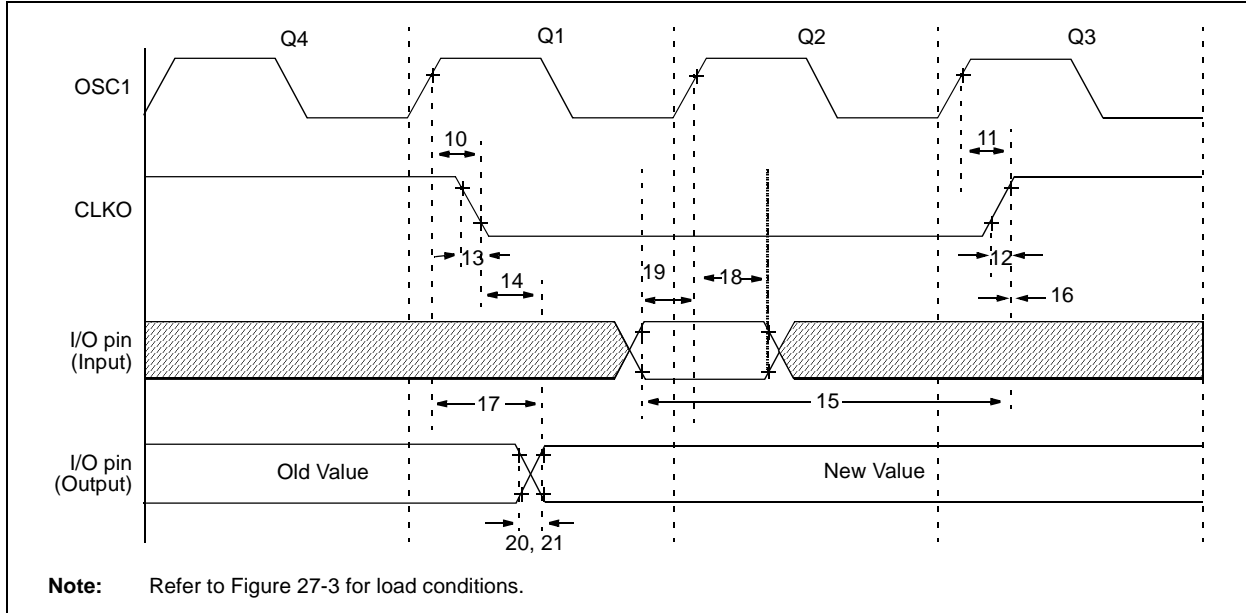 Q4 Q1 Q2 Q3
OSC1
10 11
CLKO
13 12
14 19 18 16
I/O pin
(Input)
17 15
I/O pin
(Output)
Old Value New Value
20, 21
Note: Refer to Figure 27-3 for load conditions.